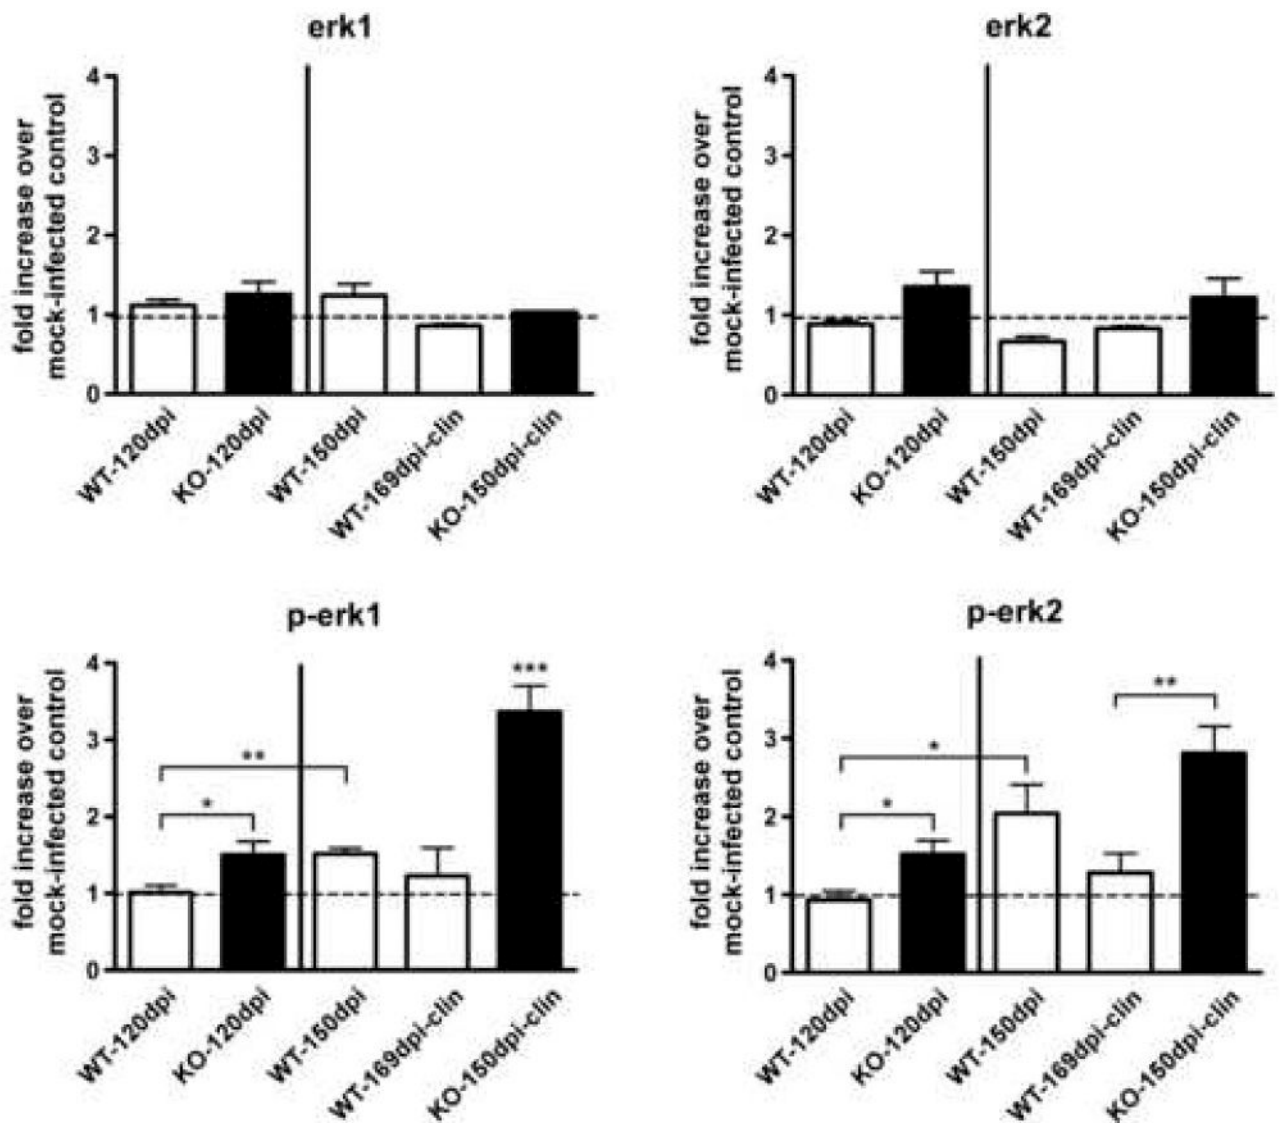 erk1
fold increase over
mock-infected control
4
3
2
1
0
WT-120dpi
KO-120dpi
WT-150dpi
WT-169dpi-clin
KO-150dpi-clin
erk2
fold increase over
mock-infected control
4
3
2
1
0
WT-120dpi
KO-120dpi
WT-150dpi
WT-169dpi-clin
KO-150dpi-clin
p-erk1
fold increase over
mock-infected control
4
3
2
1
0
*
**
***
WT-120dpi
KO-120dpi
WT-150dpi
WT-169dpi-clin
KO-150dpi-clin
p-erk2
fold increase over
mock-infected control
4
3
2
1
0
*
*
**
WT-120dpi
KO-120dpi
WT-150dpi
WT-169dpi-clin
KO-150dpi-clin